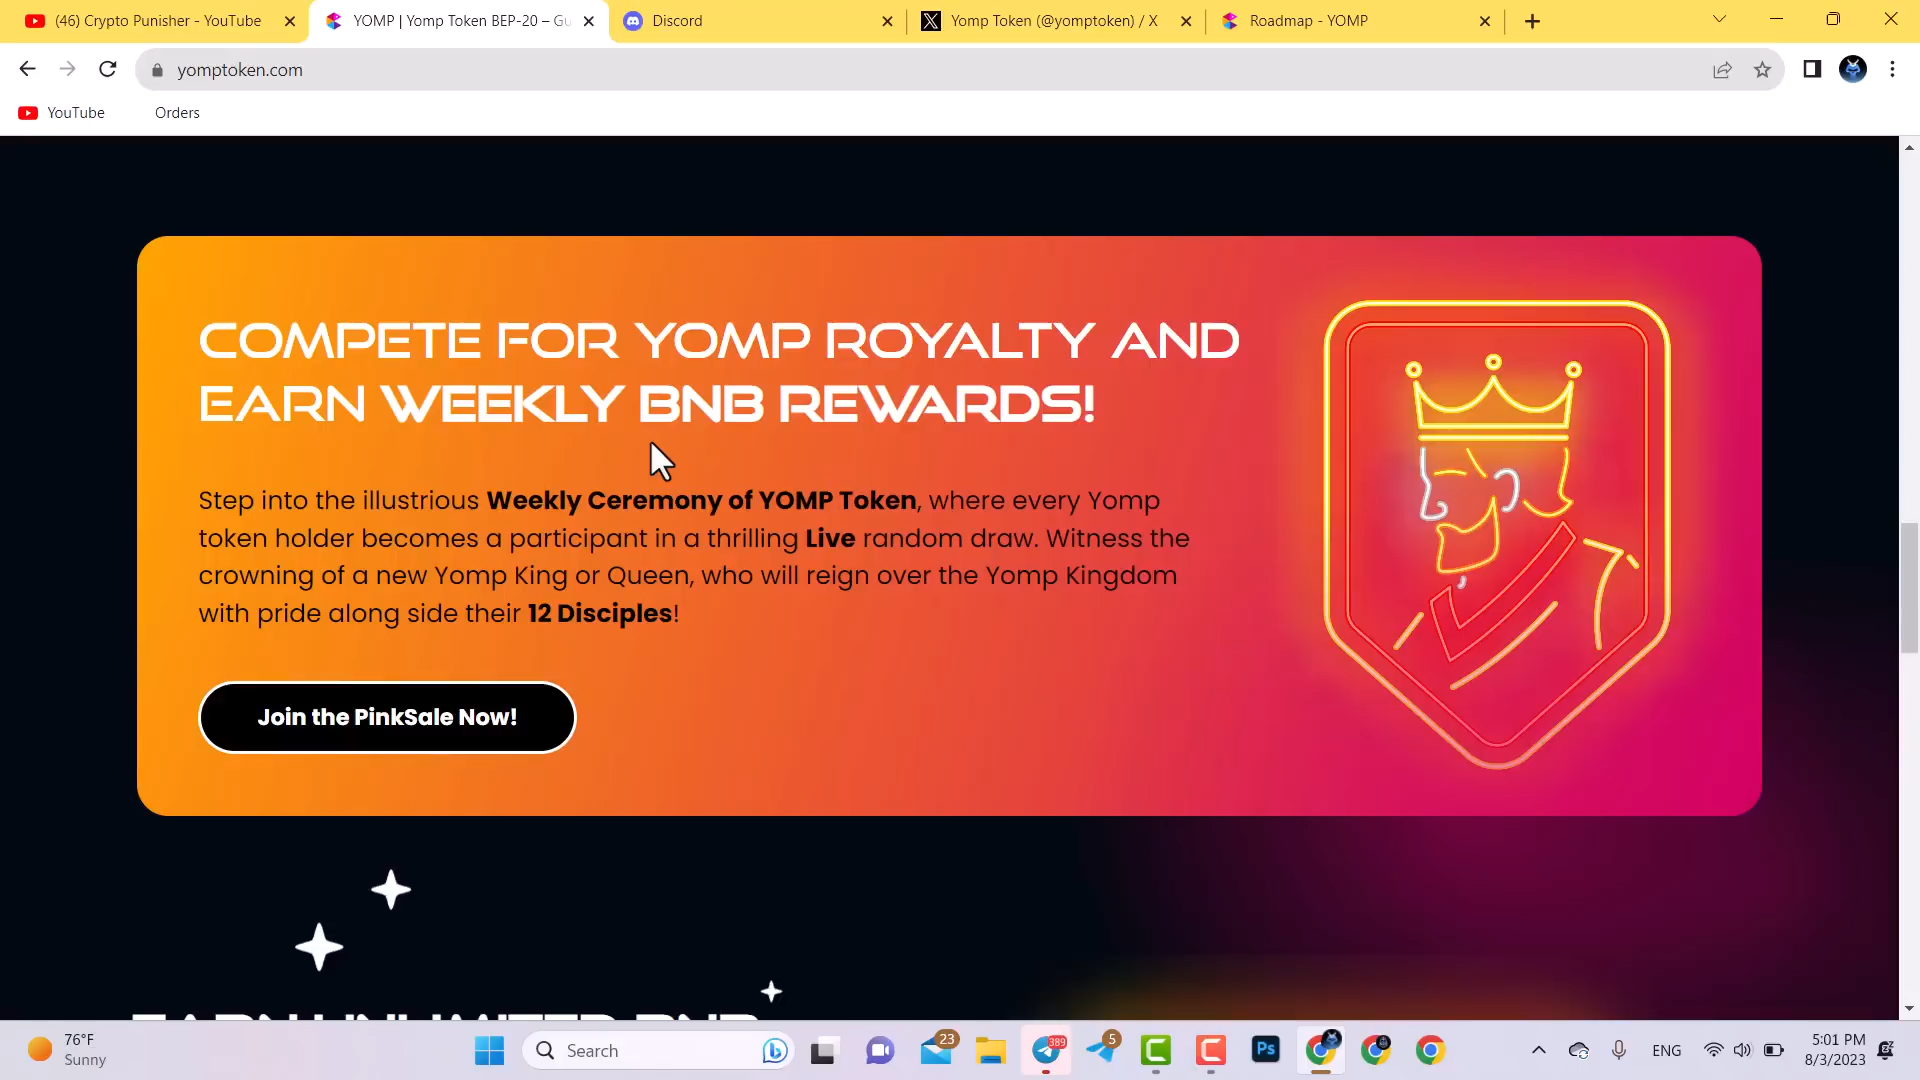 (46) Crypto Punisher - YouTube
YOMP | Yomp Token BEP-20 – Gu
Discord
Yomp Token (@yomptoken) / X
Roadmap - YOMP
yomptoken.com
YouTube
Orders
COMPETE FOR YOMP ROYALTY AND
EARN WEEKLY BNB REWARDS!
Step into the illustrious Weekly Ceremony of YOMP Token, where every Yomp
token holder becomes a participant in a thrilling Live random draw. Witness the
crowning of a new Yomp King or Queen, who will reign over the Yomp Kingdom
with pride along side their 12 Disciples!
Join the PinkSale Now!
EARN UNLIMITED BNB
76°F
Sunny
Search
23
389
5
Ps
ENG
5:01 PM
8/3/2023